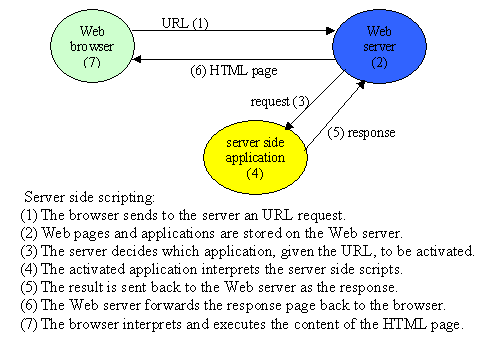 URL (1)
Web
browser
(7)
Web
server
(2)
(6) HTML page
request (3)
(5) response
server side
application
(4)
Server side scripting:
(1) The browser sends to the server an URL request.
(2) Web pages and applications are stored on the Web server.
(3) The server decides which application, given the URL, to be activated.
(4) The activated application interprets the server side scripts.
(5) The result is sent back to the Web server as the response.
(6) The Web server forwards the response page back to the browser.
(7) The browser interprets and executes the content of the HTML page.